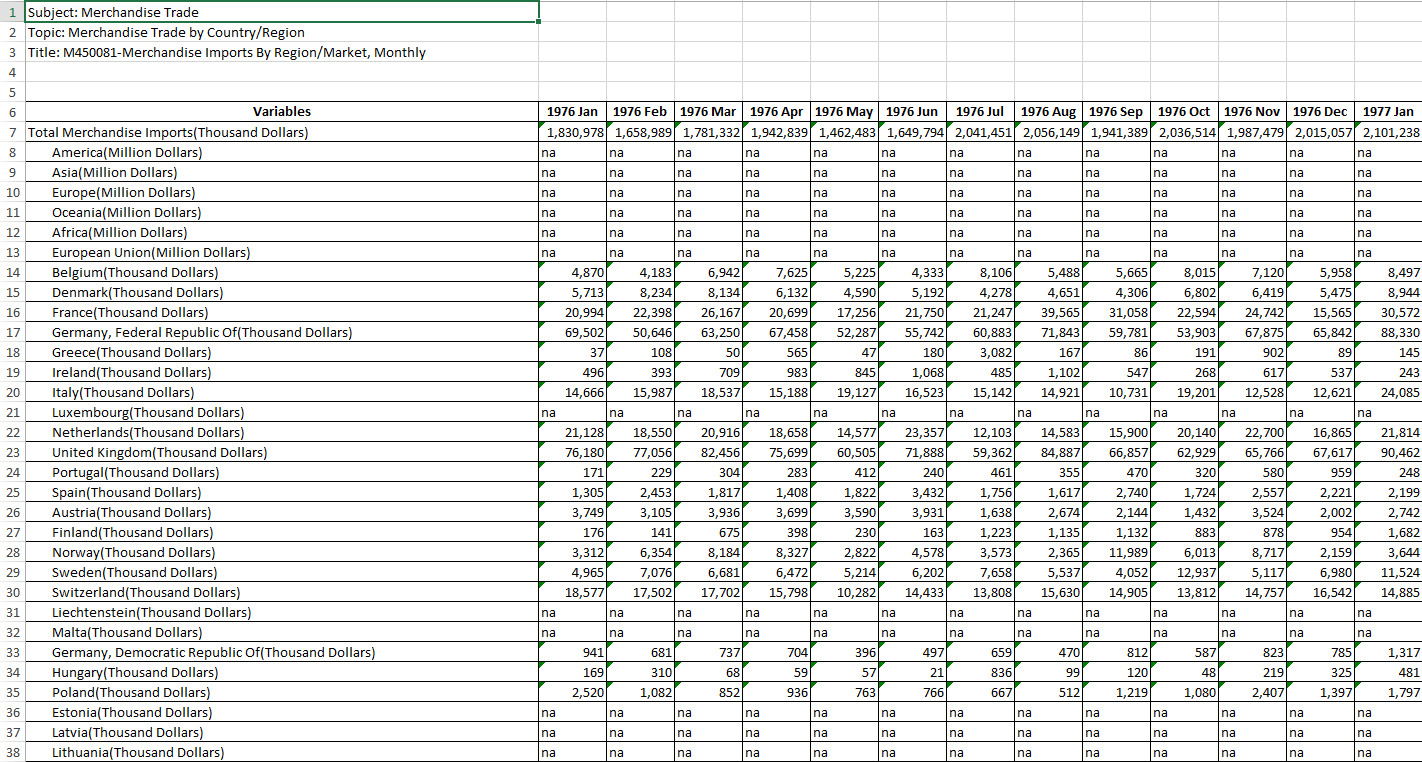 1 Subject: Merchandise Trade
2 Topic: Merchandise Trade by Country/Region
3 Title: M450081-Merchandise Imports By Region/Market, Monthly
4
5
6 Variables 1976 Jan 1976 Feb 1976 Mar 1976 Apr 1976 May 1976 Jun 1976 Jul 1976 Aug 1976 Sep 1976 Oct 1976 Nov 1976 Dec 1977 Jan
7 Total Merchandise Imports(Thousand Dollars) 1,830,978 1,658,989 1,781,332 1,942,839 1,462,483 1,649,794 2,041,451 2,056,149 1,941,389 2,036,514 1,987,479 2,015,057 2,101,238
8 America(Million Dollars) na na na na na na na na na na na na na
9 Asia(Million Dollars) na na na na na na na na na na na na na
10 Europe(Million Dollars) na na na na na na na na na na na na na
11 Oceania(Million Dollars) na na na na na na na na na na na na na
12 Africa(Million Dollars) na na na na na na na na na na na na na
13 European Union(Million Dollars) na na na na na na na na na na na na na
14 Belgium(Thousand Dollars) 4,870 4,183 6,942 7,625 5,225 4,333 8,106 5,488 5,665 8,015 7,120 5,958 8,497
15 Denmark(Thousand Dollars) 5,713 8,234 8,134 6,132 4,590 5,192 4,278 4,651 4,306 6,802 6,419 5,475 8,944
16 France(Thousand Dollars) 20,994 22,398 26,167 20,699 17,256 21,750 21,247 39,565 31,058 22,594 24,742 15,565 30,572
17 Germany, Federal Republic Of(Thousand Dollars) 69,502 50,646 63,250 67,458 52,287 55,742 60,883 71,843 59,781 53,903 67,875 65,842 88,330
18 Greece(Thousand Dollars) 37 108 50 565 47 180 3,082 167 86 191 902 89 145
19 Ireland(Thousand Dollars) 496 393 709 983 845 1,068 485 1,102 547 268 617 537 243
20 Italy(Thousand Dollars) 14,666 15,987 18,537 15,188 19,127 16,523 15,142 14,921 10,731 19,201 12,528 12,621 24,085
21 Luxembourg(Thousand Dollars) na na na na na na na na na na na na na
22 Netherlands(Thousand Dollars) 21,128 18,550 20,916 18,658 14,577 23,357 12,103 14,583 15,900 20,140 22,700 16,865 21,814
23 United Kingdom(Thousand Dollars) 76,180 77,056 82,456 75,699 60,505 71,888 59,362 84,887 66,857 62,929 65,766 67,617 90,462
24 Portugal(Thousand Dollars) 171 229 304 283 412 240 461 355 470 320 580 959 248
25 Spain(Thousand Dollars) 1,305 2,453 1,817 1,408 1,822 3,432 1,756 1,617 2,740 1,724 2,557 2,221 2,199
26 Austria(Thousand Dollars) 3,749 3,105 3,936 3,699 3,590 3,931 1,638 2,674 2,144 1,432 3,524 2,002 2,742
27 Finland(Thousand Dollars) 176 141 675 398 230 163 1,223 1,135 1,132 883 878 954 1,682
28 Norway(Thousand Dollars) 3,312 6,354 8,184 8,327 2,822 4,578 3,573 2,365 11,989 6,013 8,717 2,159 3,644
29 Sweden(Thousand Dollars) 4,965 7,076 6,681 6,472 5,214 6,202 7,658 5,537 4,052 12,937 5,117 6,980 11,524
30 Switzerland(Thousand Dollars) 18,577 17,502 17,702 15,798 10,282 14,433 13,808 15,630 14,905 13,812 14,757 16,542 14,885
31 Liechtenstein(Thousand Dollars) na na na na na na na na na na na na na
32 Malta(Thousand Dollars) na na na na na na na na na na na na na
33 Germany, Democratic Republic Of(Thousand Dollars) 941 681 737 704 396 497 659 470 812 587 823 785 1,317
34 Hungary(Thousand Dollars) 169 310 68 59 57 21 836 99 120 48 219 325 481
35 Poland(Thousand Dollars) 2,520 1,082 852 936 763 766 667 512 1,219 1,080 2,407 1,397 1,797
36 Estonia(Thousand Dollars) na na na na na na na na na na na na na
37 Latvia(Thousand Dollars) na na na na na na na na na na na na na
38 Lithuania(Thousand Dollars) na na na na na na na na na na na na na